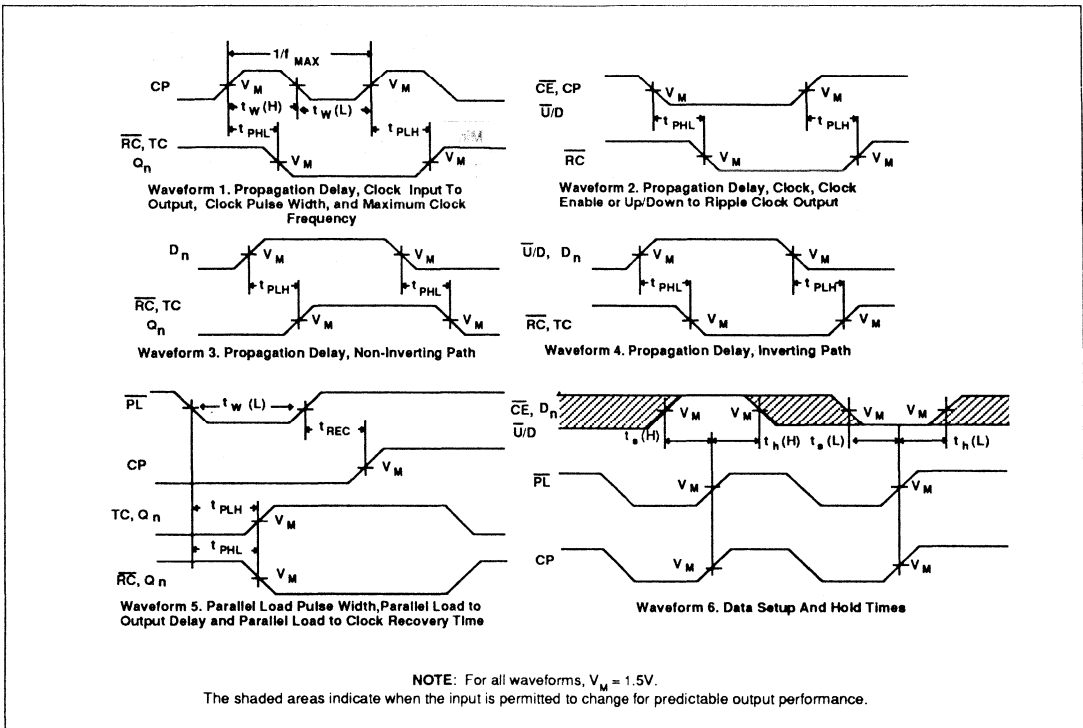 1/f MAX
CP
V M
V M
t W (H)
t W (L)
t PHL
t PLH
RC, TC
Q n
V M
V M
Waveform 1. Propagation Delay, Clock Input To
Output, Clock Pulse Width, and Maximum Clock
Frequency
CE, CP
U/D
V M
V M
t PHL
t PLH
RC
V M
V M
Waveform 2. Propagation Delay, Clock, Clock
Enable or Up/Down to Ripple Clock Output
D n
V M
V M
t PLH
t PHL
RC, TC
Q n
V M
V M
Waveform 3. Propagation Delay, Non-Inverting Path
U/D, D n
V M
V M
t PHL
t PLH
RC, TC
V M
V M
Waveform 4. Propagation Delay, Inverting Path
PL
t W (L)
t REC
CP
V M
TC, Q n
t PLH
V M
t PHL
RC, Q n
V M
Waveform 5. Parallel Load Pulse Width,Parallel Load to
Output Delay and Parallel Load to Clock Recovery Time
CE, D n
U/D
V M
V M
V M
V M
t s (H)
t h (H)
t s (L)
t h (L)
PL
V M
V M
CP
V M
V M
Waveform 6. Data Setup And Hold Times
NOTE: For all waveforms, V M = 1.5V.
The shaded areas indicate when the input is permitted to change for predictable output performance.